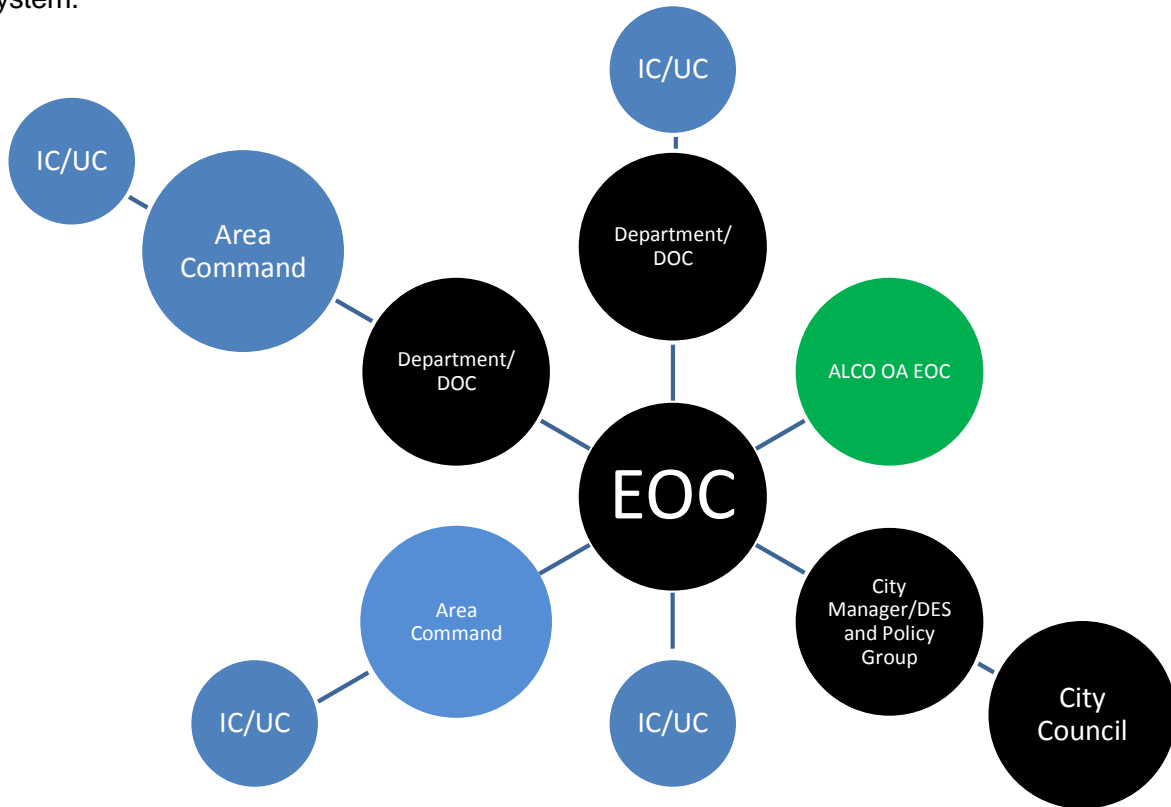 ystem.
IC/UC
IC/UC
Area
Command
Department/
DOC
Department/
DOC
ALCO OA EOC
EOC
Area
Command
City
Manager/DES
and Policy
Group
IC/UC
IC/UC
City
Council